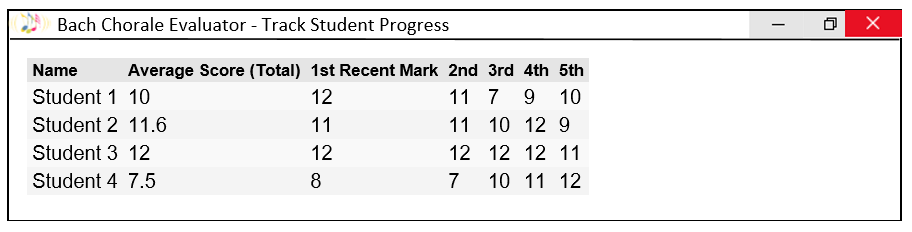 Bach Chorale Evaluator - Track Student Progress
Name Average Score (Total) 1st Recent Mark 2nd 3rd 4th 5th
Student 1 10 12 11 7 9 10
Student 2 11.6 11 11 10 12 9
Student 3 12 12 12 12 12 11
Student 4 7.5 8 7 10 11 12